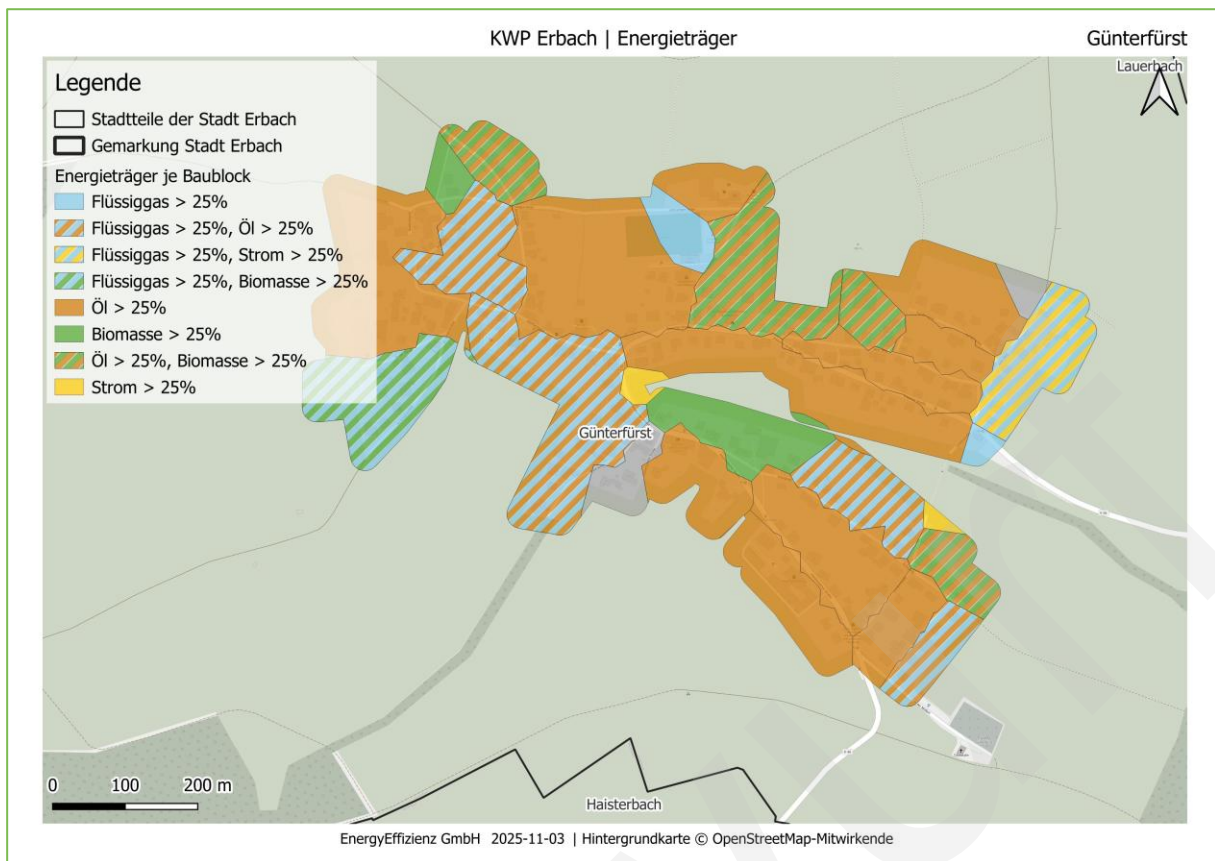 KWP Erbach | Energieträger
Günterfürst
Lauerbach
Legende
Stadtteile der Stadt Erbach
Gemarkung Stadt Erbach
Energieträger je Baublock
Flüssiggas > 25%
Flüssiggas > 25%, Öl > 25%
Flüssiggas > 25%, Strom > 25%
Flüssiggas > 25%, Biomasse > 25%
Öl > 25%
Biomasse > 25%
Öl > 25%, Biomasse > 25%
Strom > 25%
Günterfürst
0 100 200 m
Haisterbach
EnergyEffizienz GmbH 2025-11-03 | Hintergrundkarte © OpenStreetMap-Mitwirkende